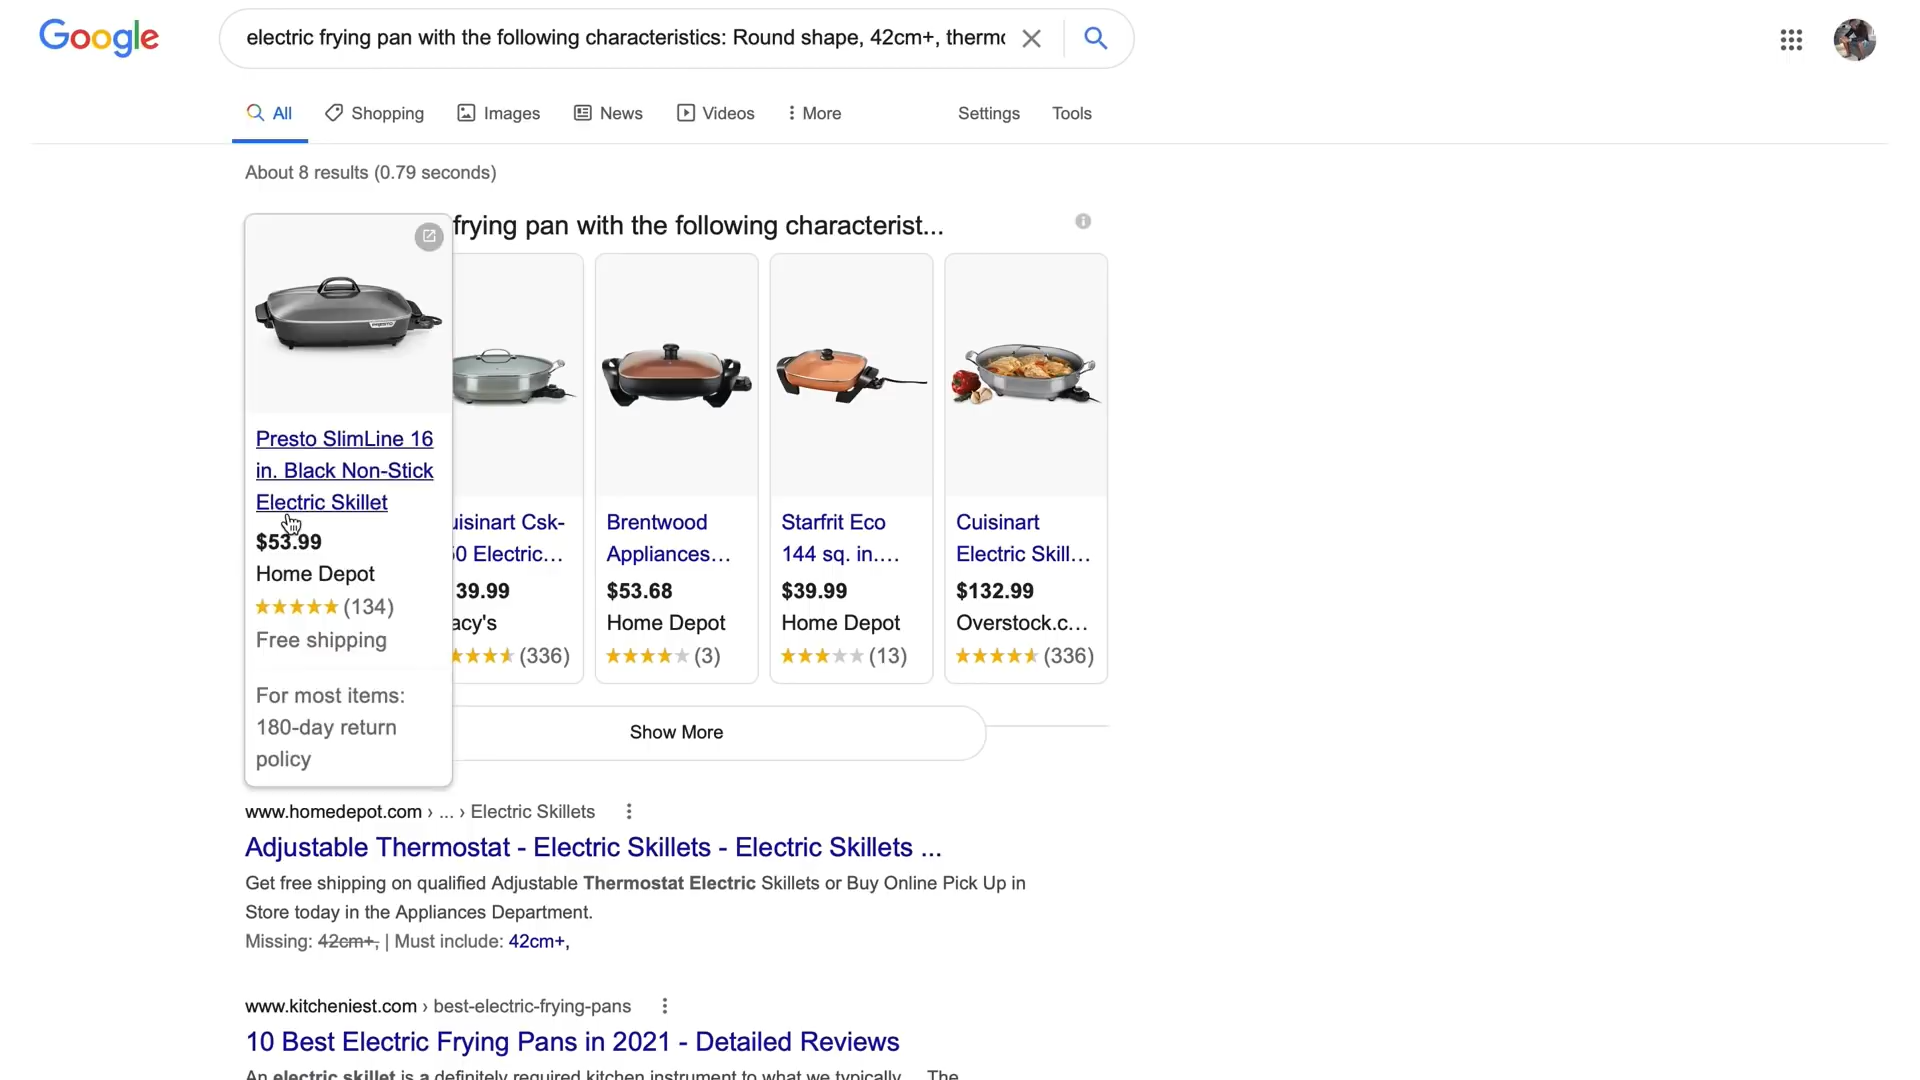 Google
electric frying pan with the following characteristics: Round shape, 42cm+, thermo
All
Shopping
Images
News
Videos
More
Settings
Tools
About 8 results (0.79 seconds)
frying pan with the following characterist...
Presto SlimLine 16
in. Black Non-Stick
Electric Skillet
$53.99
Home Depot
(134)
Free shipping
For most items:
180-day return
policy
uisinart Csk-
50 Electric...
39.99
acy's
(336)
Brentwood
Appliances...
$53.68
Home Depot
(3)
Starfrit Eco
144 sq. in....
$39.99
Home Depot
(13)
Cuisinart
Electric Skill...
$132.99
Overstock.c...
(336)
Show More
www.homedepot.com › ... › Electric Skillets
Adjustable Thermostat - Electric Skillets - Electric Skillets ...
Get free shipping on qualified Adjustable Thermostat Electric Skillets or Buy Online Pick Up in
Store today in the Appliances Department.
Missing: 42cm+, | Must include: 42cm+,
www.kitcheniest.com › best-electric-frying-pans
10 Best Electric Frying Pans in 2021 - Detailed Reviews
An electric skillet is a definitely required kitchen instrument to what we typically ... The